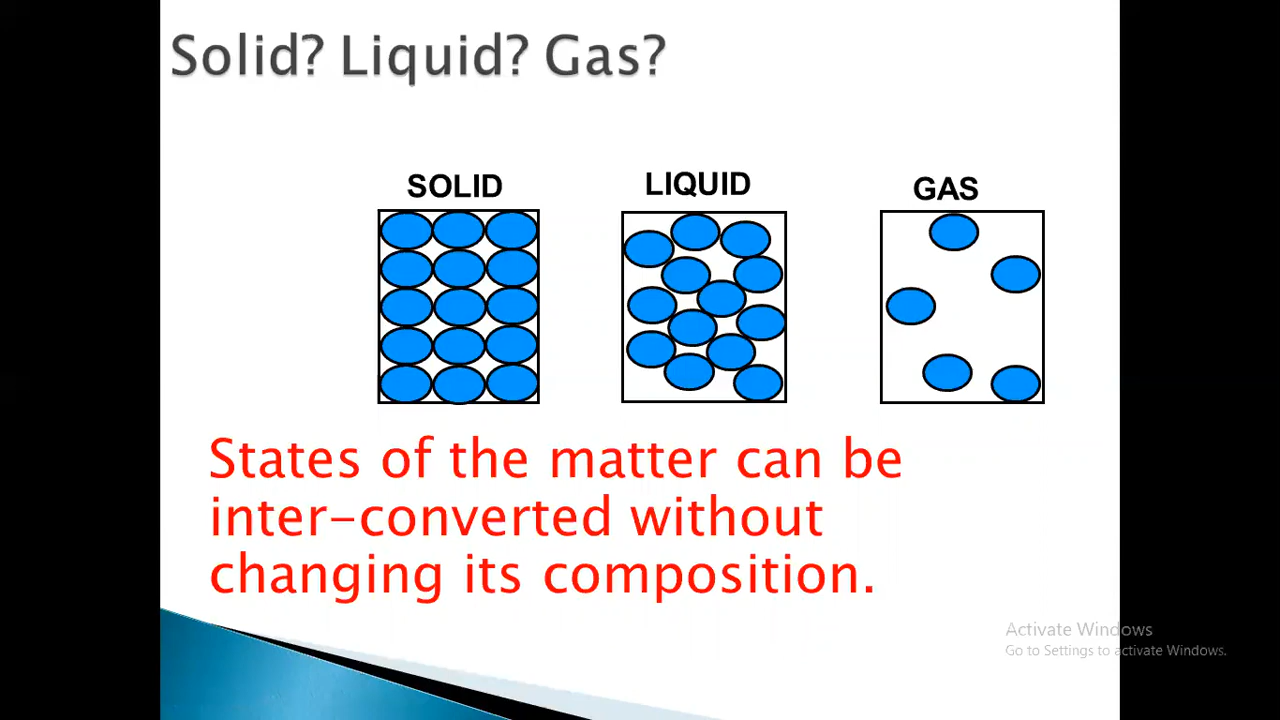 Solid? Liquid? Gas?
SOLID
LIQUID
GAS
States of the matter can be
inter-converted without
changing its composition.
Activate Windows
Go to Settings to activate Windows.